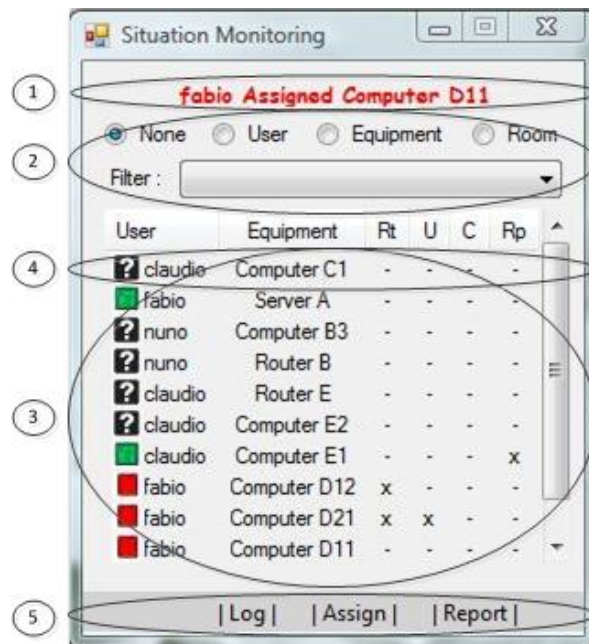 Situation Monitoring
1
fabio Assigned Computer D11
2
None User Equipment Room
Filter :
User Equipment Rt U C Rp
4
? claudio Computer C1 - - - -
fabio Server A - - - -
? nuno Computer B3 - - - -
? nuno Router B - - - -
3
? claudio Router E - - - -
? claudio Computer E2 - - - -
claudio Computer E1 - - - x
fabio Computer D12 x - - -
fabio Computer D21 x x - -
fabio Computer D11 - - - -
5
| Log | | Assign | | Report |